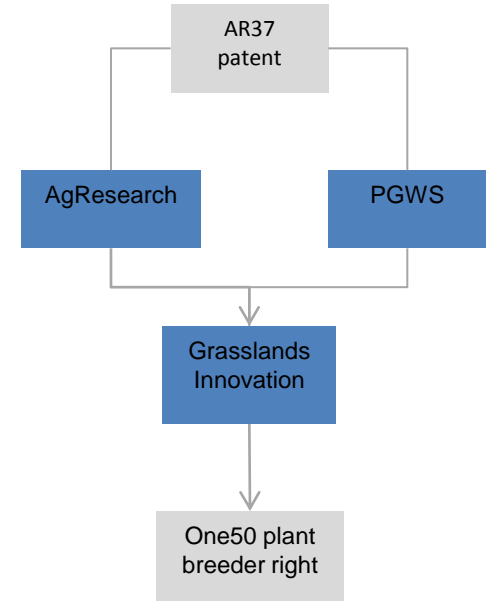 AR37
patent
AgResearch
PGWS
Grasslands
Innovation
One50 plant
breeder right